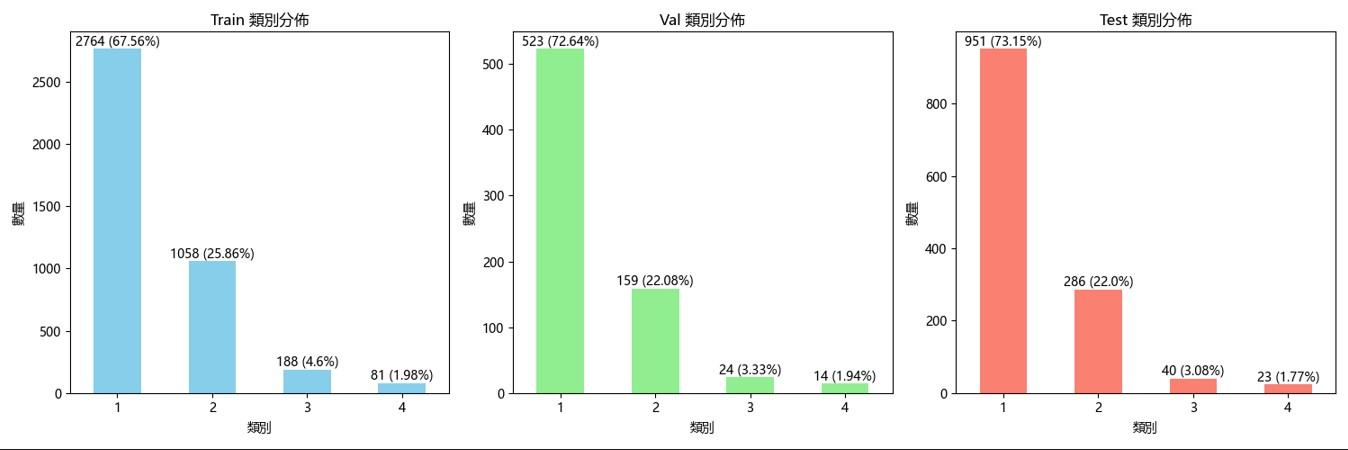 Train 類別分佈
2764 (67.56%)
2500
2000
1500
1000
500
0
數量
1058 (25.86%)
188 (4.6%)
81 (1.98%)
1 2 3 4
類別
Val 類別分佈
523 (72.64%)
500
400
300
200
100
0
數量
159 (22.08%)
24 (3.33%)
14 (1.94%)
1 2 3 4
類別
Test 類別分佈
951 (73.15%)
800
600
400
200
0
數量
286 (22.0%)
40 (3.08%)
23 (1.77%)
1 2 3 4
類別